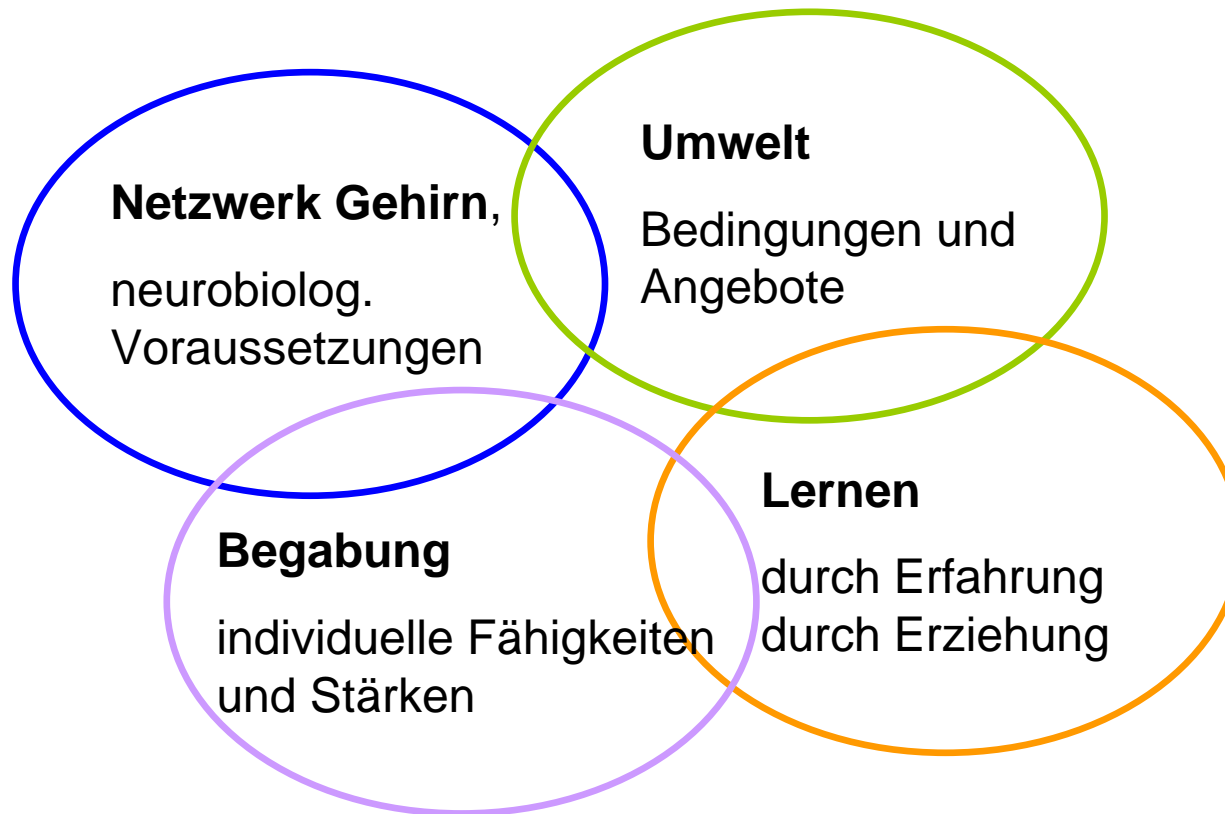 Netzwerk Gehirn,
neurobiolog.
Voraussetzungen
Umwelt
Bedingungen und
Angebote
Begabung
individuelle Fähigkeiten
und Stärken
Lernen
durch Erfahrung
durch Erziehung